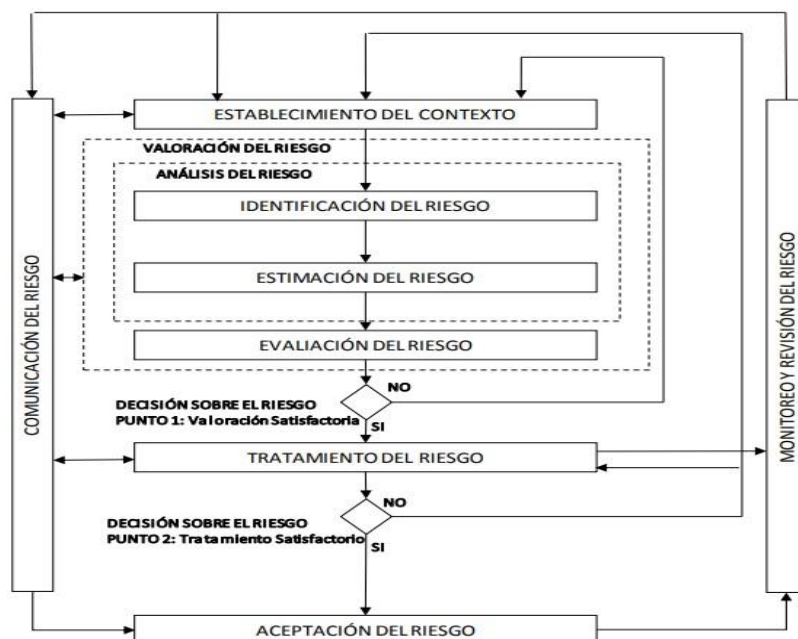 ESTABLECIMIENTO DEL CONTEXTO
VALORACIÓN DEL RIESGO
ANÁLISIS DEL RIESGO
IDENTIFICACIÓN DEL RIESGO
ESTIMACIÓN DEL RIESGO
EVALIACIÓN DEL RIESGO
NO
DECISIÓN SOBRE EL RIESGO
PUNTO 1: Valoración Satisfactoria
SI
TRATAMIENTO DEL RIESGO
NO
DECISIÓN SOBRE EL RIESGO
PUNTO 2: Tratamiento Satisfactorio
SI
ACEPTACIÓN DEL RIESGO
COMUNICACIÓN DEL RIESGO
MONITOREO Y REVISIÓN DEL RIESGO